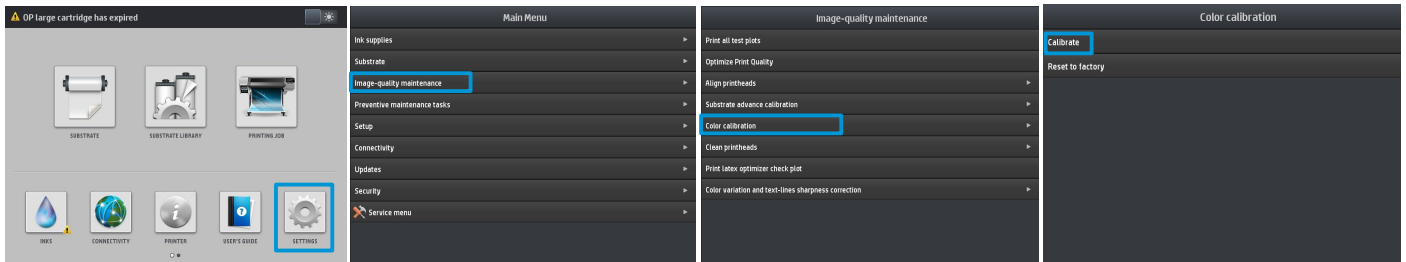 OP large cartridge has expired
SUBSTRATE
SUBSTRATE LIBRARY
PRINTING JOB
INKS
CONNECTIVITY
PRINTER
USER'S GUIDE
SETTINGS
Main Menu
Ink supplies
Substrate
Image-quality maintenance
Preventive maintenance tasks
Setup
Connectivity
Updates
Security
Service menu
Image-quality maintenance
Print all test plots
Optimize Print Quality
Align printheads
Substrate advance calibration
Color calibration
Clean printheads
Print latex optimizer check plot
Color variation and text-lines sharpness correction
Color calibration
Calibrate
Reset to factory